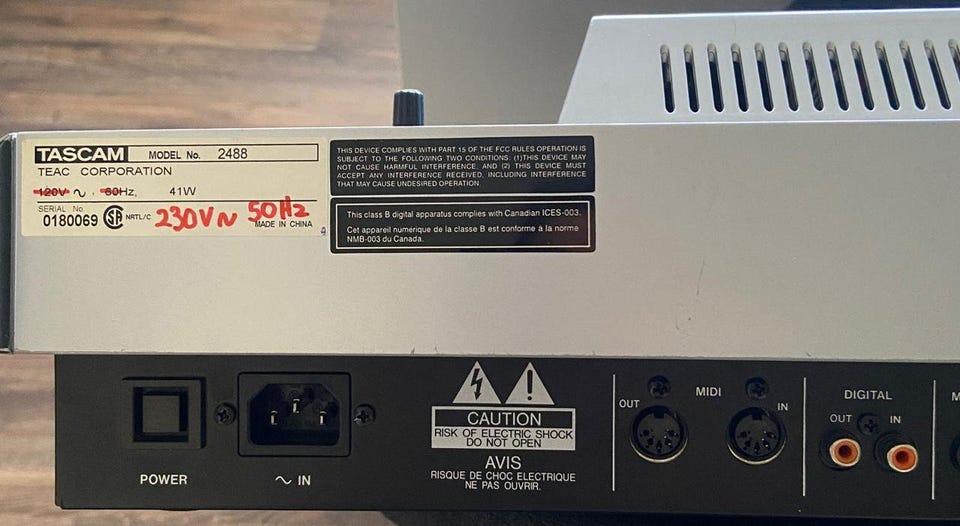 TASCAM MODEL No. 2488
TEAC CORPORATION
120V ∿ , 60Hz, 41W
SERIAL No
0180069 SA NRTL/C 230V∿ 50Hz
MADE IN CHINA
THIS DEVICE COMPLIES WITH PART 15 OF THE FCC RULES OPERATION IS
SUBJECT TO THE FOLLOWING TWO CONDITIONS: (1)THIS DEVICE MAY
NOT CAUSE HARMFUL INTERFERENCE, AND (2) THIS DEVICE MUST
ACCEPT ANY INTERFERENCE RECEIVED, INCLUDING INTERFERENCE
THAT MAY CAUSE UNDESIRED OPERATION
This class B digital apparatus complies with Canadian ICES-003.
Cet appareil numerique de la classe B est conforme à la norme
NMB-003 du Canada.
POWER
∿ IN
CAUTION
RISK OF ELECTRIC SHOCK
DO NOT OPEN
AVIS
RISQUE DE CHOC ELECTRIQUE
NE PAS OUVRIR.
MIDI
OUT
IN
DIGITAL
OUT IN